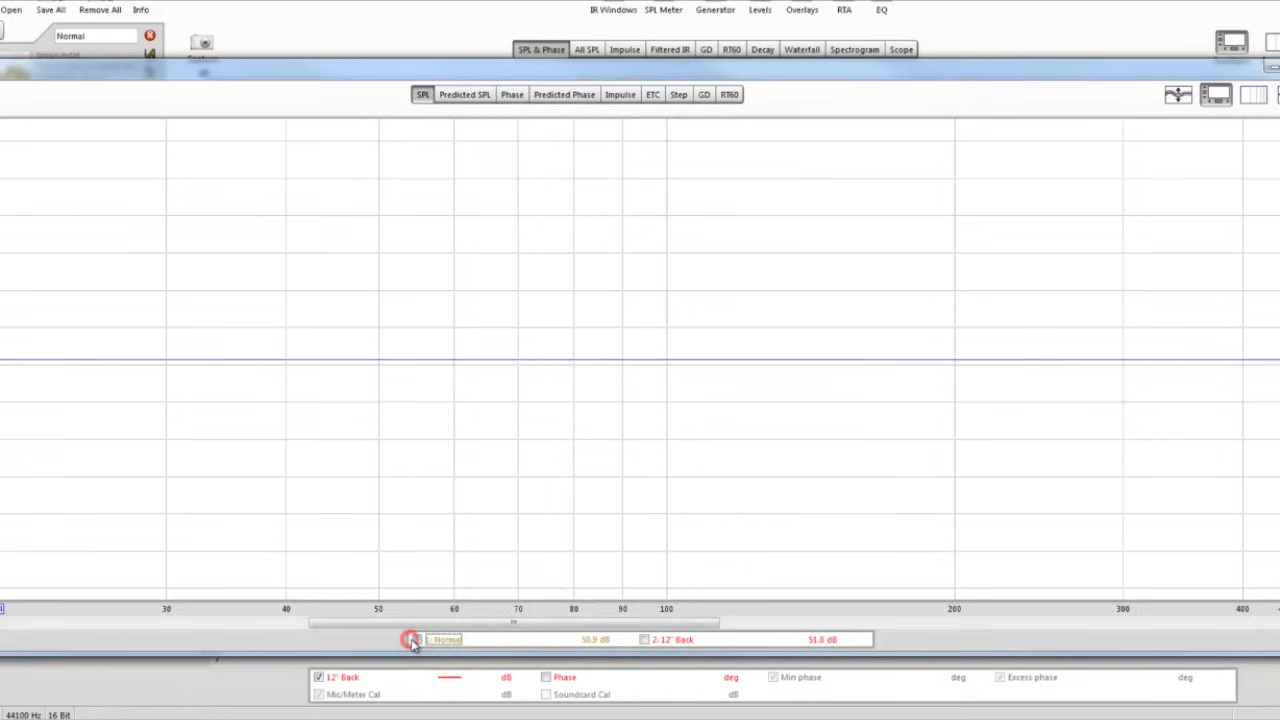 Open Save All Remove All Info IR Windows SPL Meter Generator Levels Overlays RTA EQ
Normal
SPL & Phase All SPL Impulse Filtered IR GD RT60 Decay Waterfall Spectrogram Scope
SPL Predicted SPL Phase Predicted Phase Impulse ETC Step GD RT60
30 40 50 60 70 80 90 100 200 300 400
1: Normal 50.9 dB 2: 12" Back 51.8 dB
12" Back dB Phase deg Min phase deg Excess phase deg
Mic/Meter Cal dB Soundcard Cal dB
44100 Hz 16 Bit